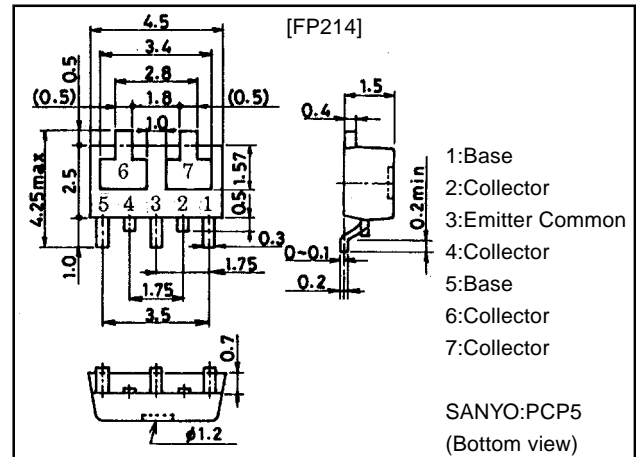 [FP214]
4.5
3.4
2.8
(0.5) 1.8 (0.5)
1.0
0.5
4.25max
2.5
1.57
0.5
6 7
5 4 3 2 1
0.3
1.0
1.75
1.75
3.5
1.5
0.4
0.2min
0~0.1
0.2
0.7
φ1.2
1:Base
2:Collector
3:Emitter Common
4:Collector
5:Base
6:Collector
7:Collector
SANYO:PCP5
(Bottom view)